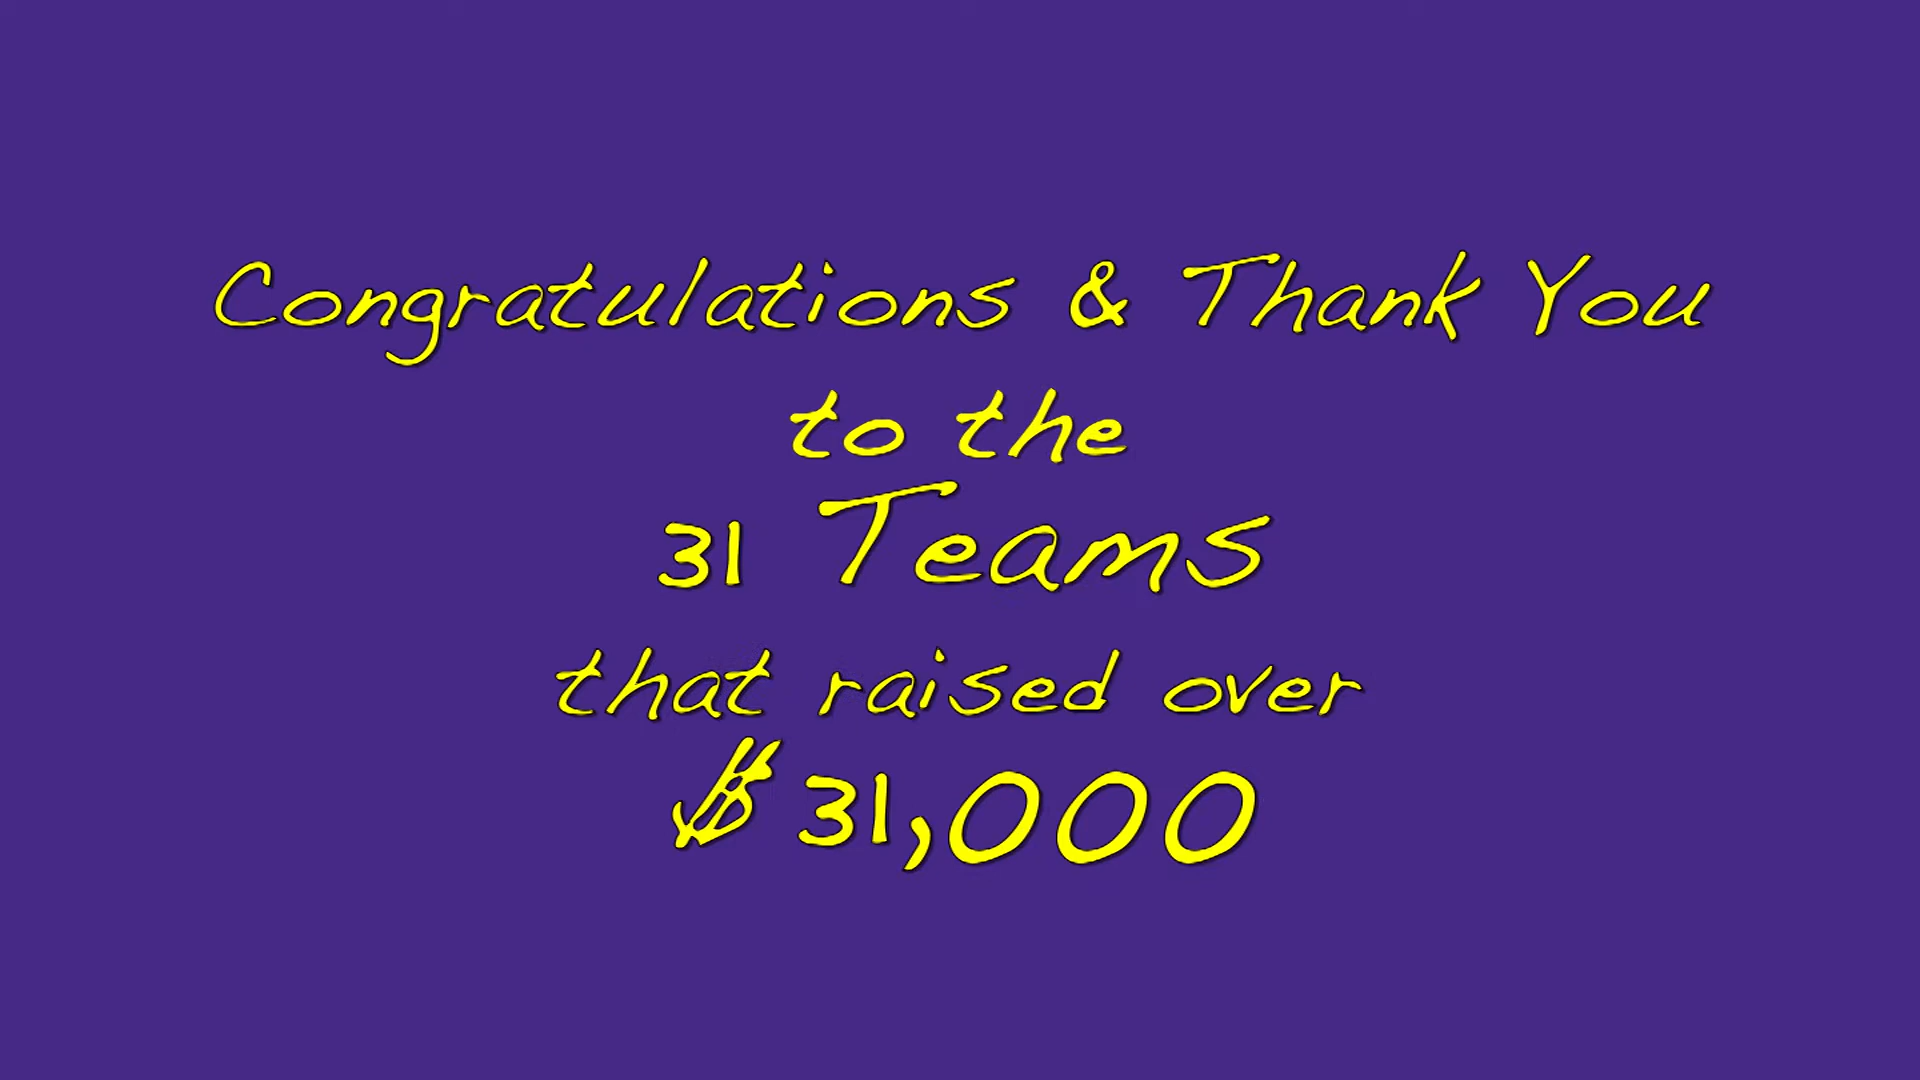 Congratulations & Thank You
to the
31 Teams
that raised over
$31,000